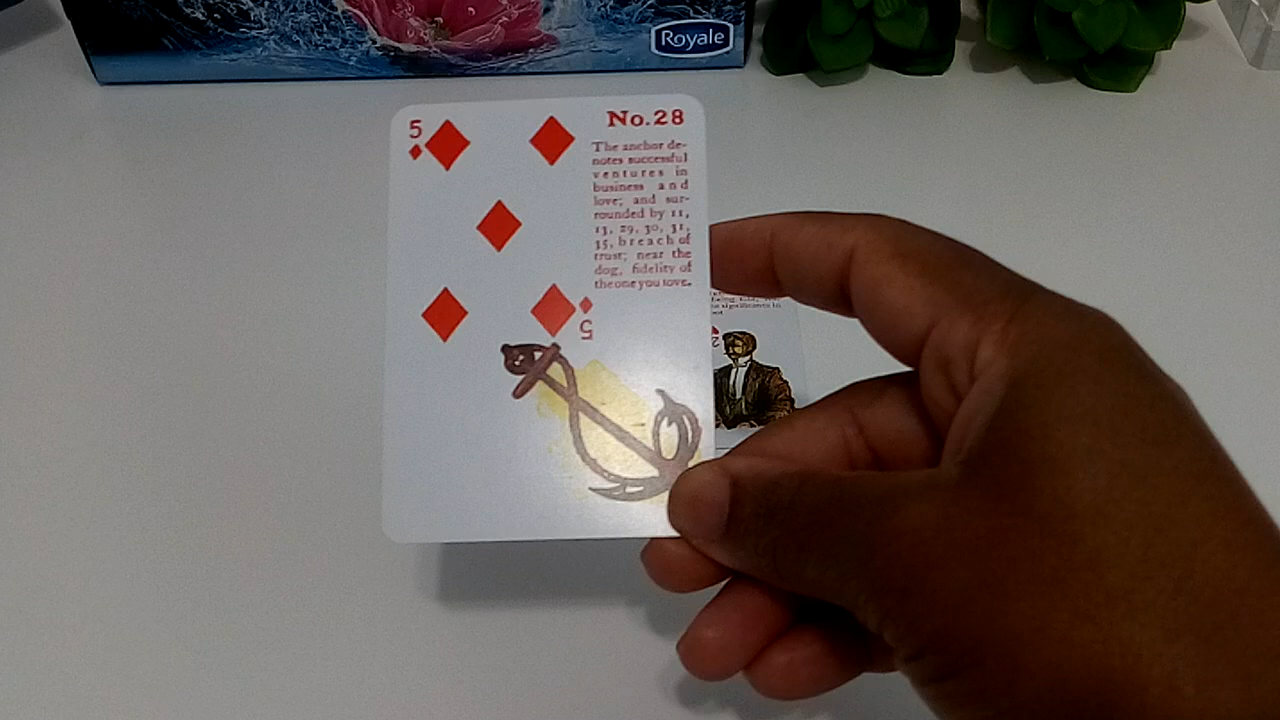 Royale
5
No.28
The anchor de-
notes successful
ventures in
business and
love; and sur-
rounded by 11,
13, 29, 30, 31,
35, breach of
trust; near the
dog, fidelity of
the one you love.
5